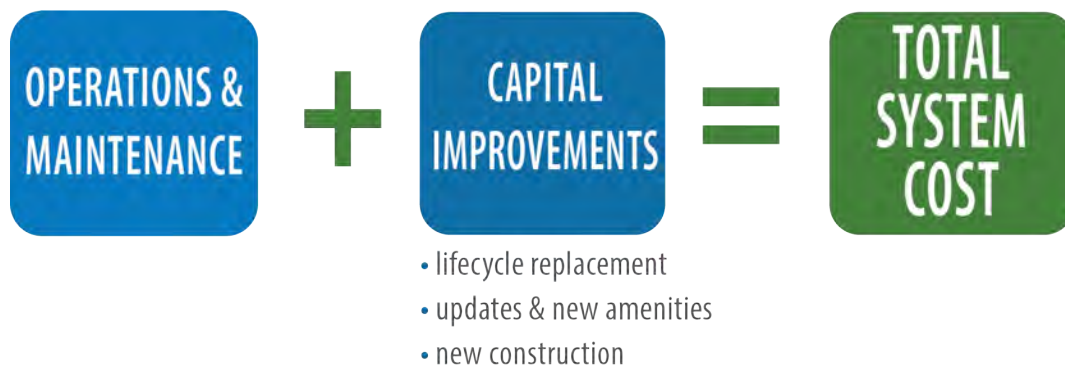 OPERATIONS &
MAINTENANCE
+
CAPITAL
IMPROVEMENTS
=
TOTAL
SYSTEM
COST
• lifecycle replacement
• updates & new amenities
• new construction